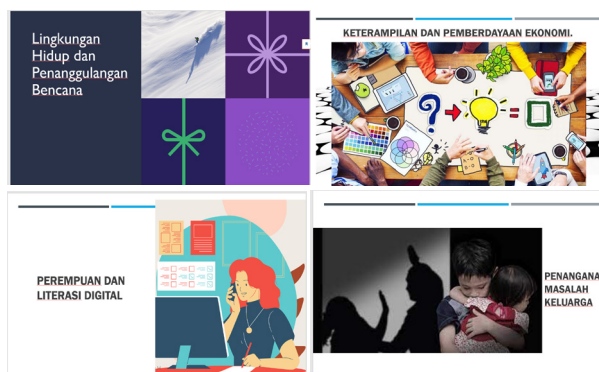 Lingkungan
Hidup dan
Penanggulangan
Bencana
KETERAMPILAN DAN PEMBERDAYAAN EKONOMI.
PEREMPUAN DAN
LITERASI DIGITAL
PENANGANA
MASALAH
KELUARGA